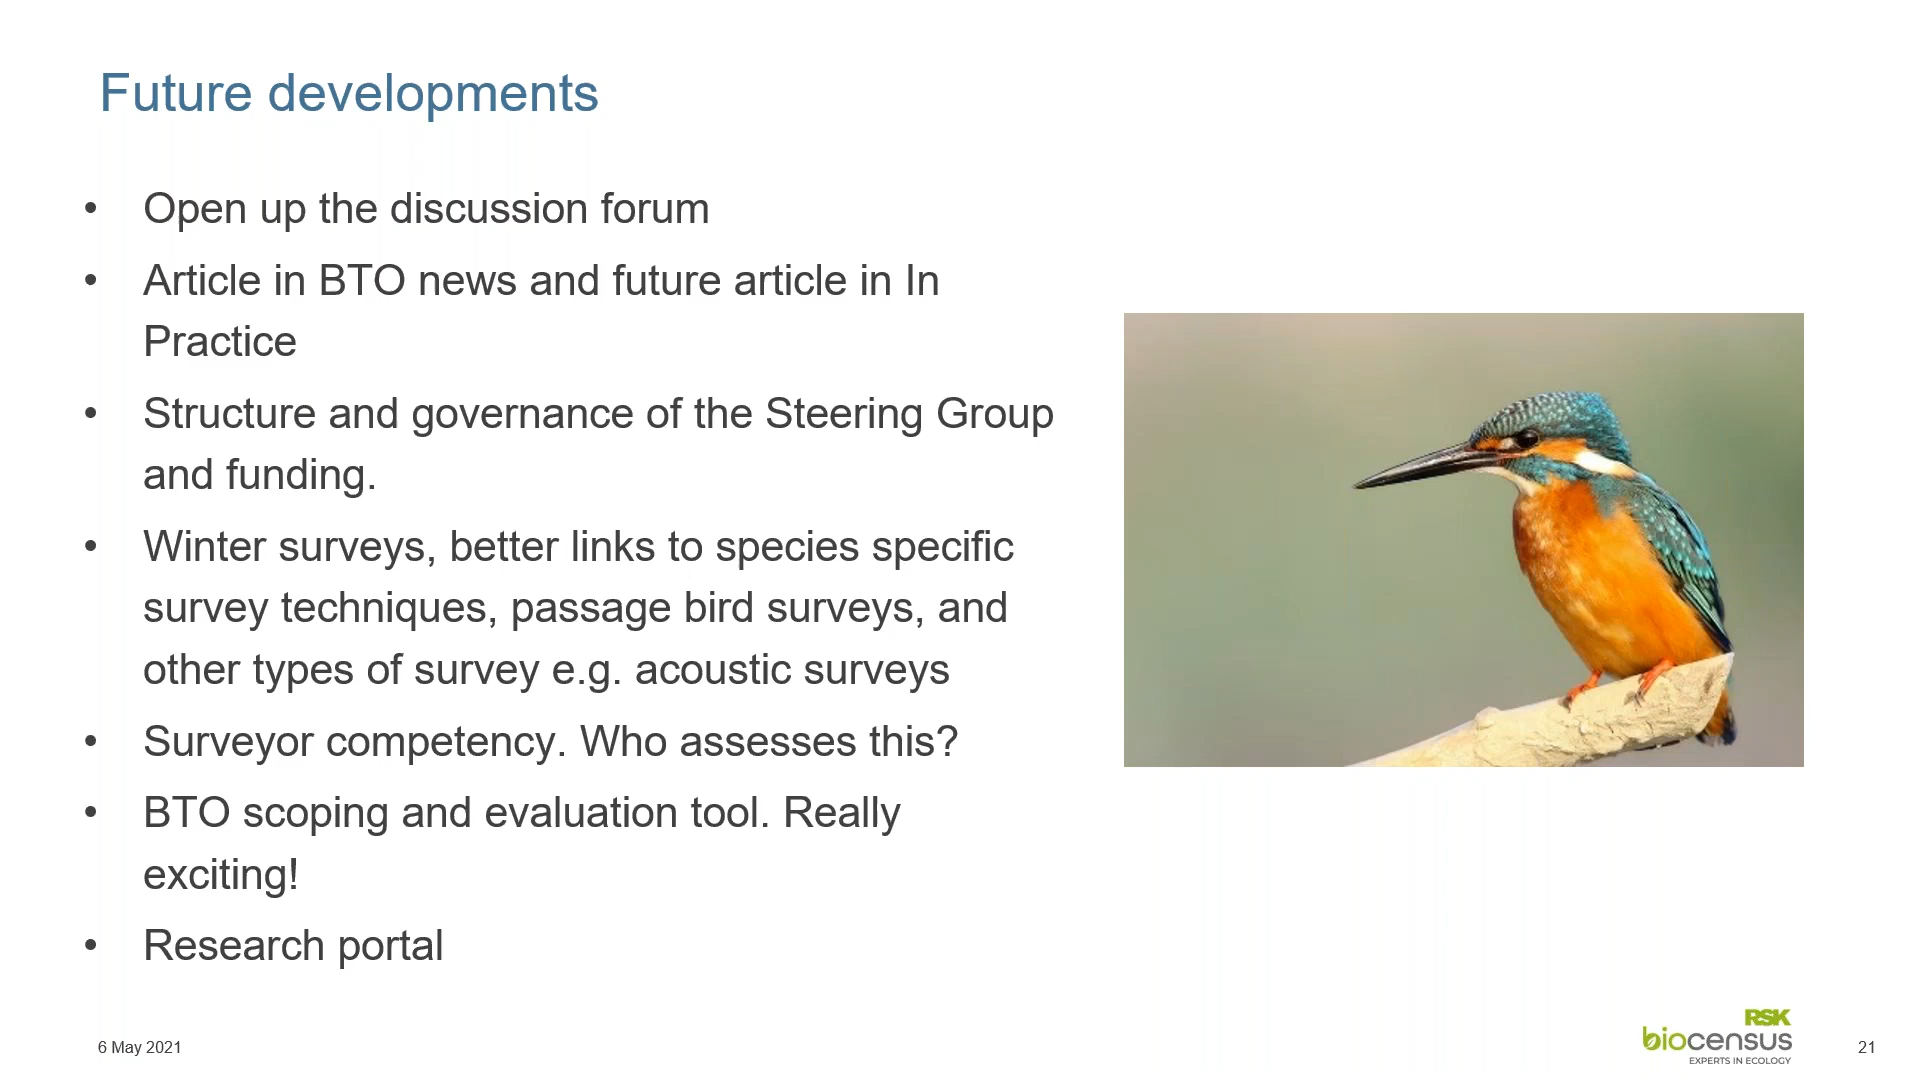 Future developments
• Open up the discussion forum
• Article in BTO news and future article in In
Practice
• Structure and governance of the Steering Group
and funding.
• Winter surveys, better links to species specific
survey techniques, passage bird surveys, and
other types of survey e.g. acoustic surveys
• Surveyor competency. Who assesses this?
• BTO scoping and evaluation tool. Really
exciting!
• Research portal
6 May 2021
RSK
biocensus
EXPERTS IN ECOLOGY
21